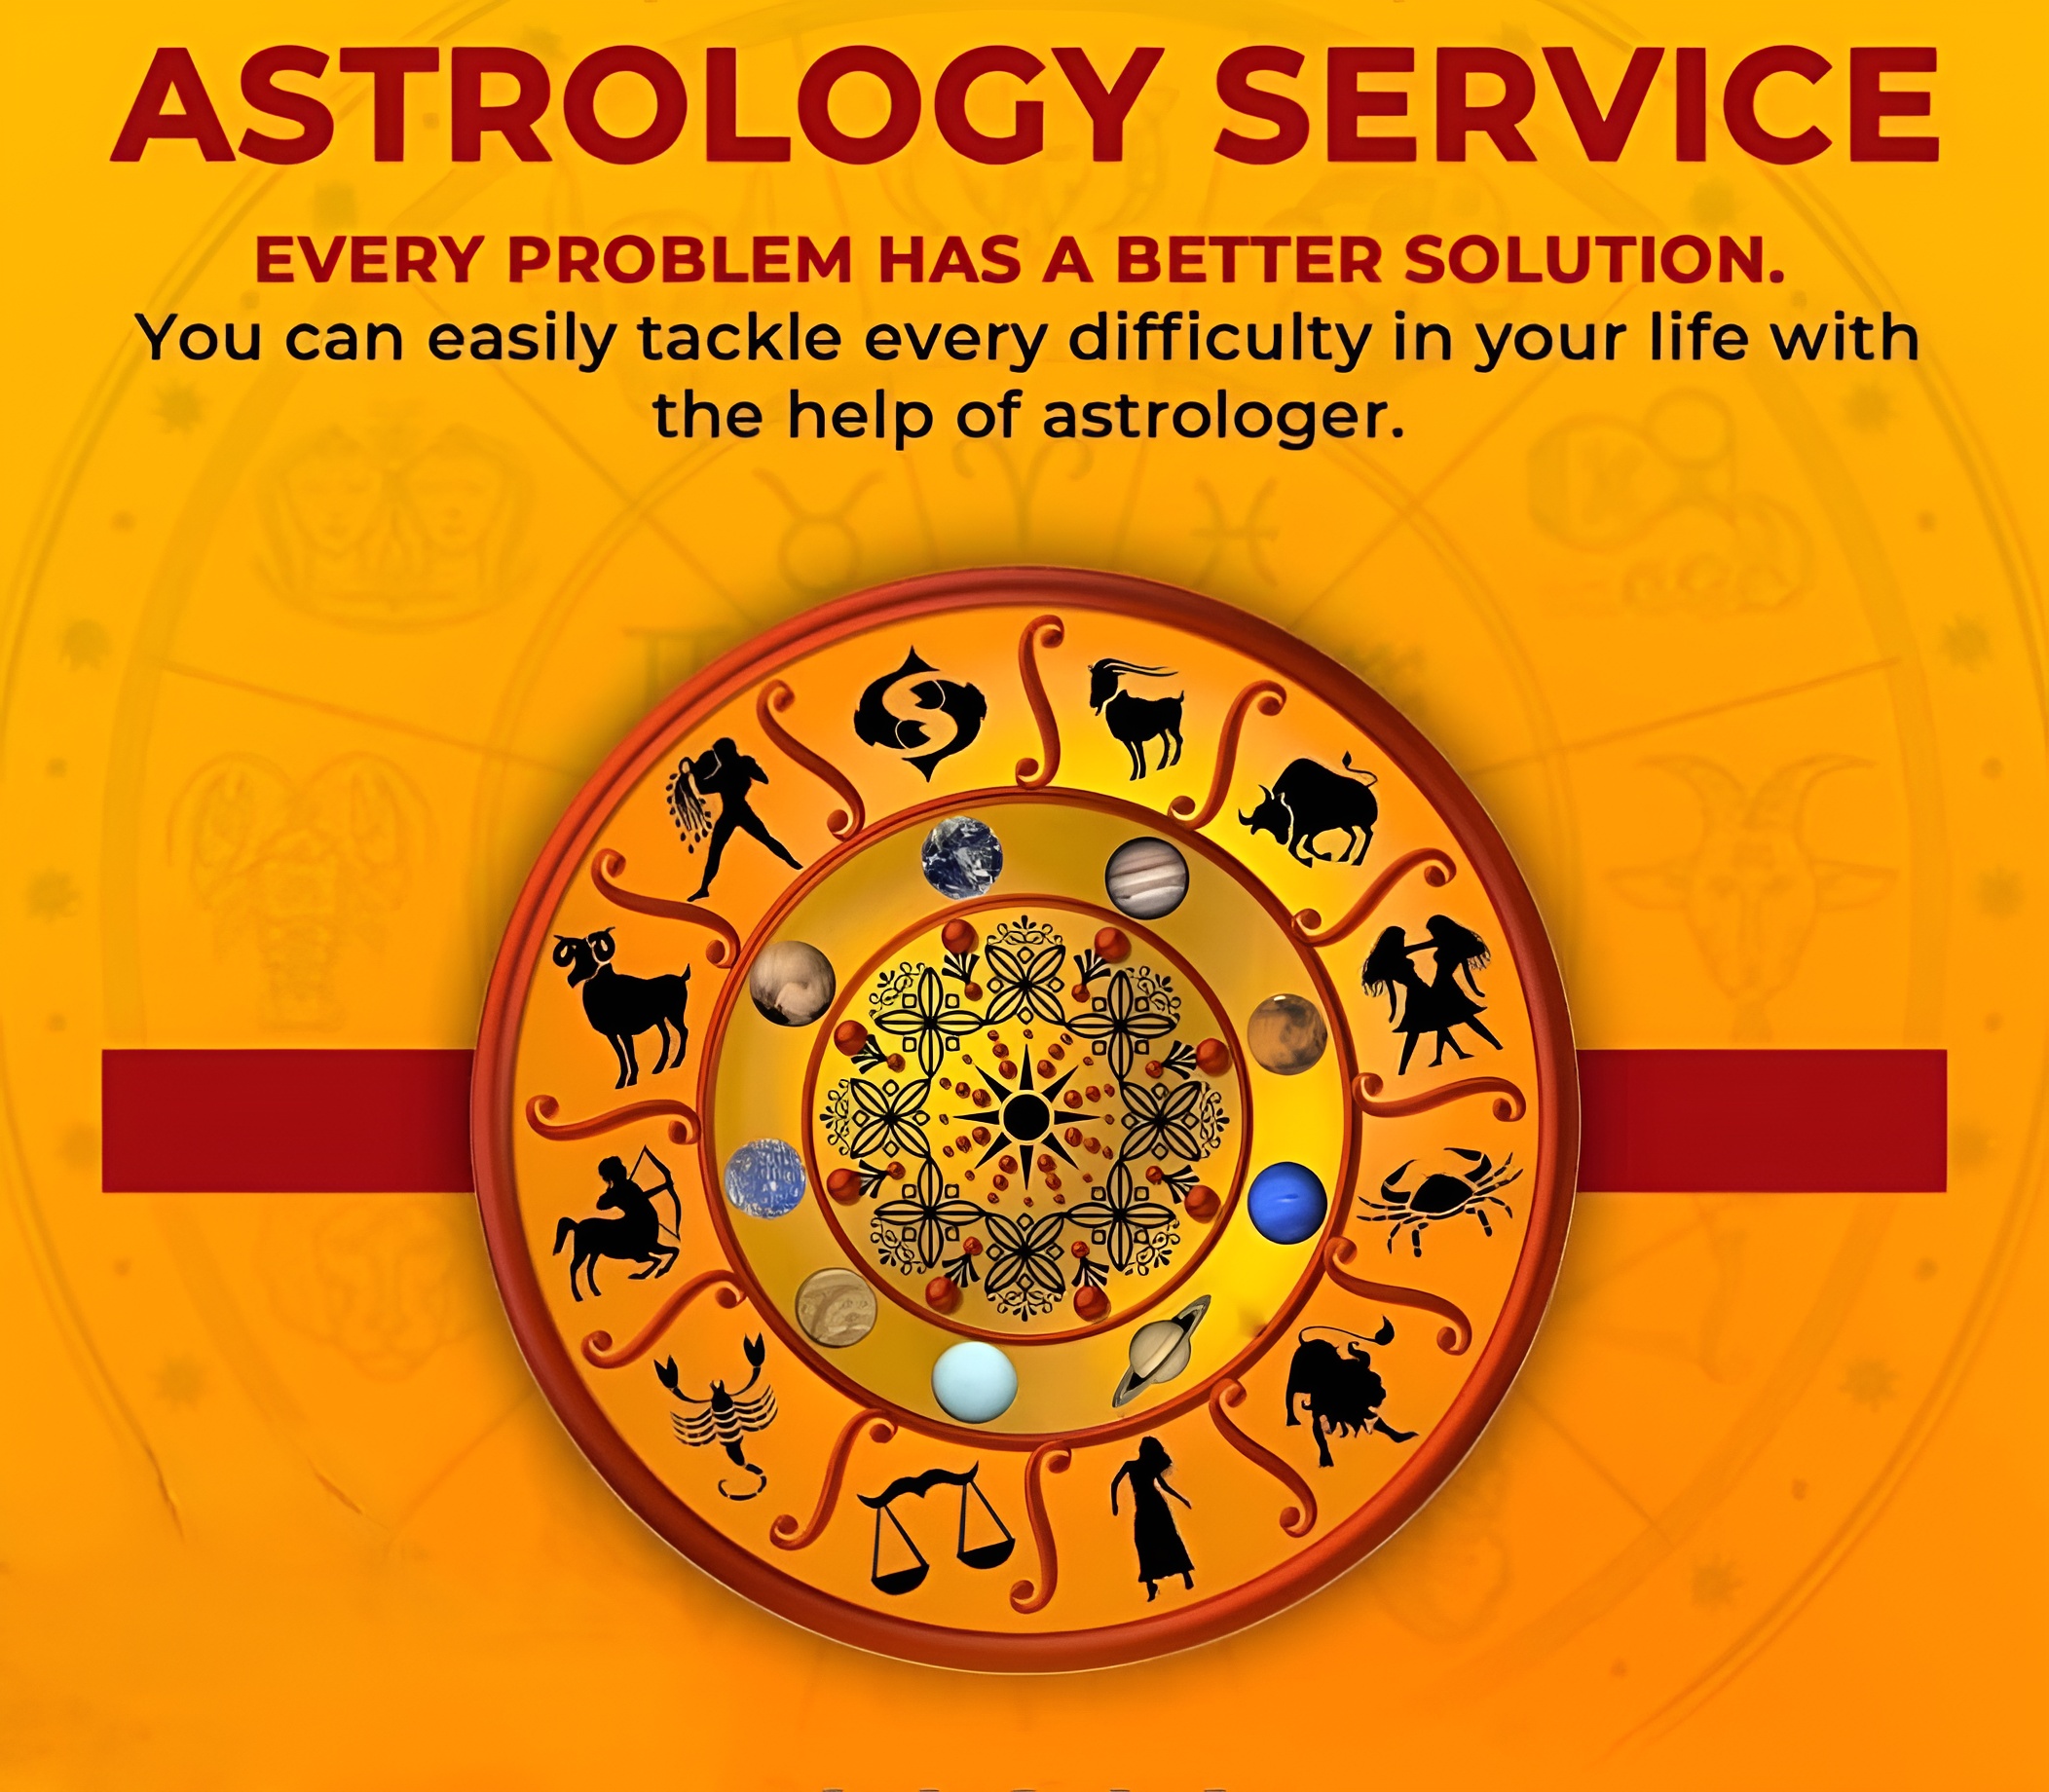 ASTROLOGY SERVICE
EVERY PROBLEM HAS A BETTER SOLUTION.
You can easily tackle every difficulty in your life with
the help of astrologer.